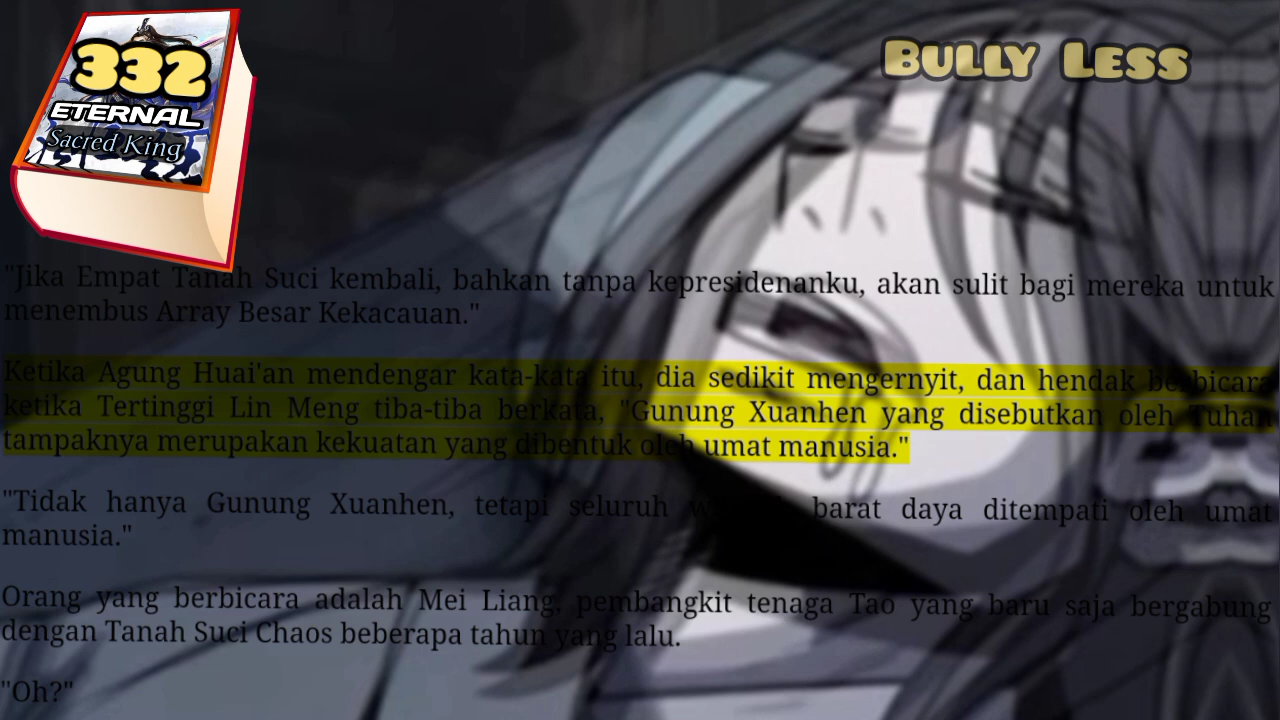 332
ETERNAL
Sacred King
BULLY LESS
"Jika Empat Tanah Suci kembali, bahkan tanpa kepresidenanku, akan sulit bagi mereka untuk
menembus Array Besar Kekacauan."
Ketika Agung Huai'an mendengar kata-kata itu, dia sedikit mengernyit, dan hendak berbicara
ketika Tertinggi Lin Meng tiba-tiba berkata, "Gunung Xuanhen yang disebutkan oleh Tuhan
tampaknya merupakan kekuatan yang dibentuk oleh umat manusia."
"Tidak hanya Gunung Xuanhen, tetapi seluruh barat daya ditempati oleh umat
manusia."
Orang yang berbicara adalah Mei Liang, pembangkit tenaga Tao yang baru saja bergabung
dengan Tanah Suci Chaos beberapa tahun yang lalu.
"Oh?"